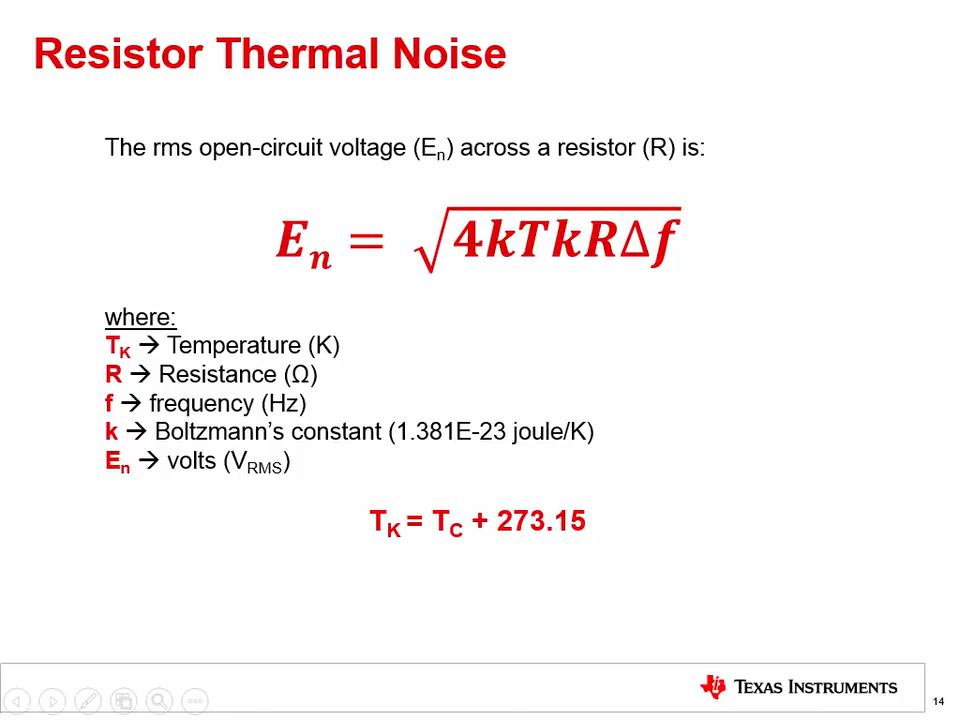 Resistor Thermal Noise
The rms open-circuit voltage (Eₙ) across a resistor (R) is:
Eₙ = √4kTkRΔf
where:
T_K → Temperature (K)
R → Resistance (Ω)
f → frequency (Hz)
k → Boltzmann’s constant (1.381E-23 joule/K)
Eₙ → volts (V_RMS)
T_K = T_C + 273.15
TEXAS INSTRUMENTS
14